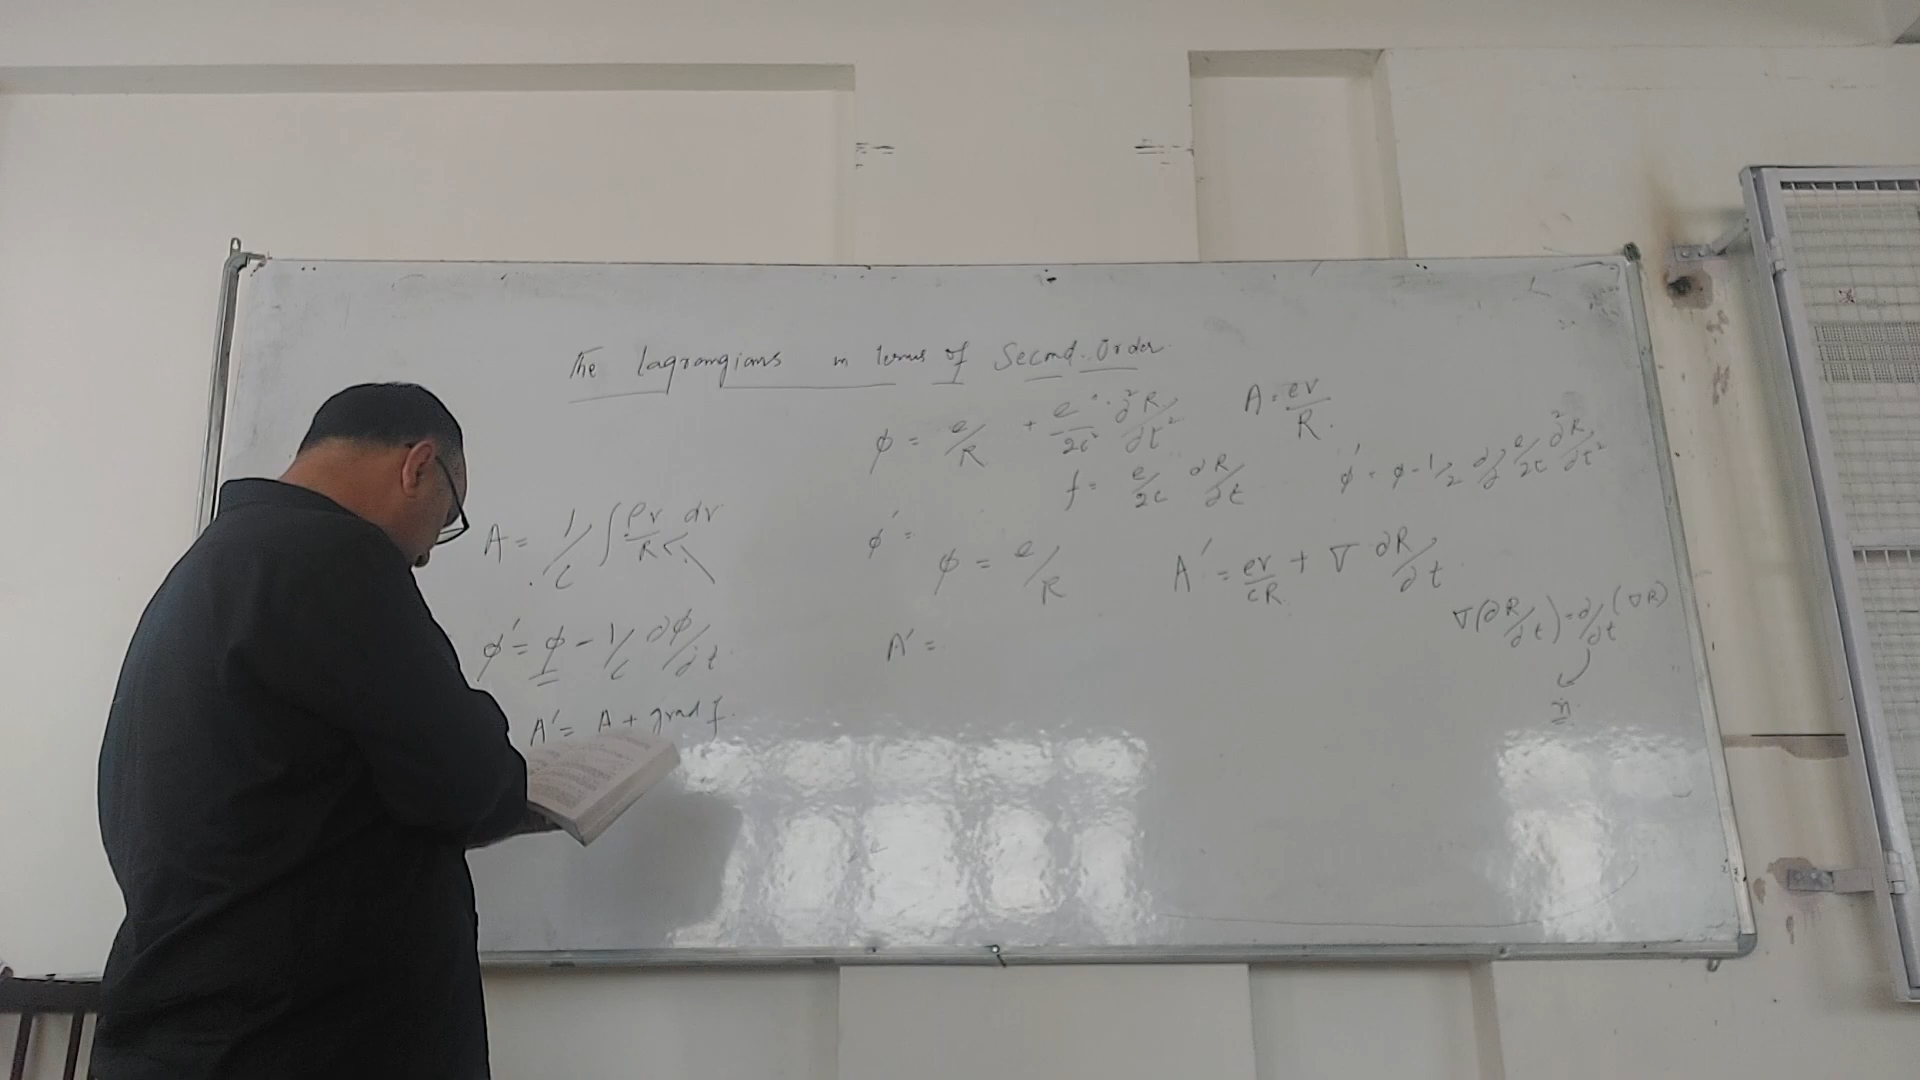 The Lagrangians in terms of Second Order
A = 1/c ∫ ρv/R dv
φ' = φ - 1/c ∂φ/∂t.
A' = A + grad f.
φ = e/R + e/2c² ∂²R/∂t² A = ev/R.
f = e/2c ∂R/∂t φ' = φ - 1/2 ∂/∂ e/2c ∂²R/∂t²
φ' =
φ = e/R A' = ev/cR + ∇ ∂R/∂t
∇(∂R/∂t) = ∂/∂t (∇R)
A' =